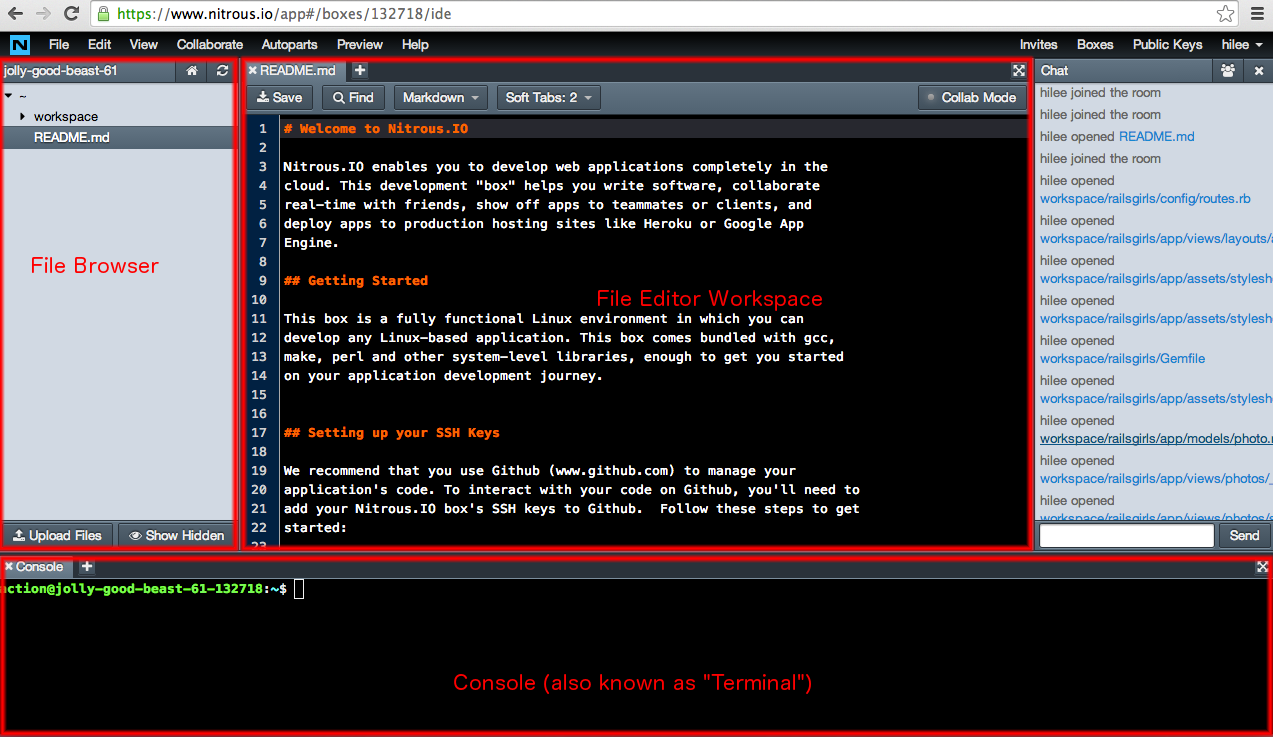 https://www.nitrous.io/app#/boxes/132718/ide
N File Edit View Collaborate Autoparts Preview Help Invites Boxes Public Keys hilee
jolly-good-beast-61
~
workspace
README.md
File Browser
Upload Files Show Hidden
README.md
Save Find Markdown Soft Tabs: 2 Collab Mode
1 # Welcome to Nitrous.IO
2
3 Nitrous.IO enables you to develop web applications completely in the
4 cloud. This development "box" helps you write software, collaborate
5 real-time with friends, show off apps to teammates or clients, and
6 deploy apps to production hosting sites like Heroku or Google App
7 Engine.
8
9 ## Getting Started
10
File Editor Workspace
11 This box is a fully functional Linux environment in which you can
12 develop any Linux-based application. This box comes bundled with gcc,
13 make, perl and other system-level libraries, enough to get you started
14 on your application development journey.
15
16
17 ## Setting up your SSH Keys
18
19 We recommend that you use Github (www.github.com) to manage your
20 application's code. To interact with your code on Github, you'll need to
21 add your Nitrous.IO box's SSH keys to Github.  Follow these steps to get
22 started:
23
Chat
hilee joined the room
hilee joined the room
hilee opened README.md
hilee joined the room
hilee opened
workspace/railsgirls/config/routes.rb
hilee opened
workspace/railsgirls/app/views/layouts/
hilee opened
workspace/railsgirls/app/assets/stylesh
hilee opened
workspace/railsgirls/app/assets/stylesh
hilee opened
workspace/railsgirls/Gemfile
hilee opened
workspace/railsgirls/app/assets/stylesh
hilee opened
workspace/railsgirls/app/models/photo.
hilee opened
workspace/railsgirls/app/views/photos/_
hilee opened
workspace/railsgirls/app/views/photos/
Send
Console
action@jolly-good-beast-61-132718:~$
Console (also known as "Terminal")